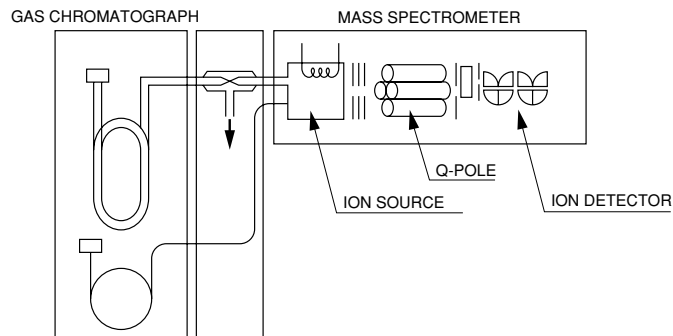 GAS CHROMATOGRAPH
MASS SPECTROMETER
Q-POLE
ION SOURCE
ION DETECTOR